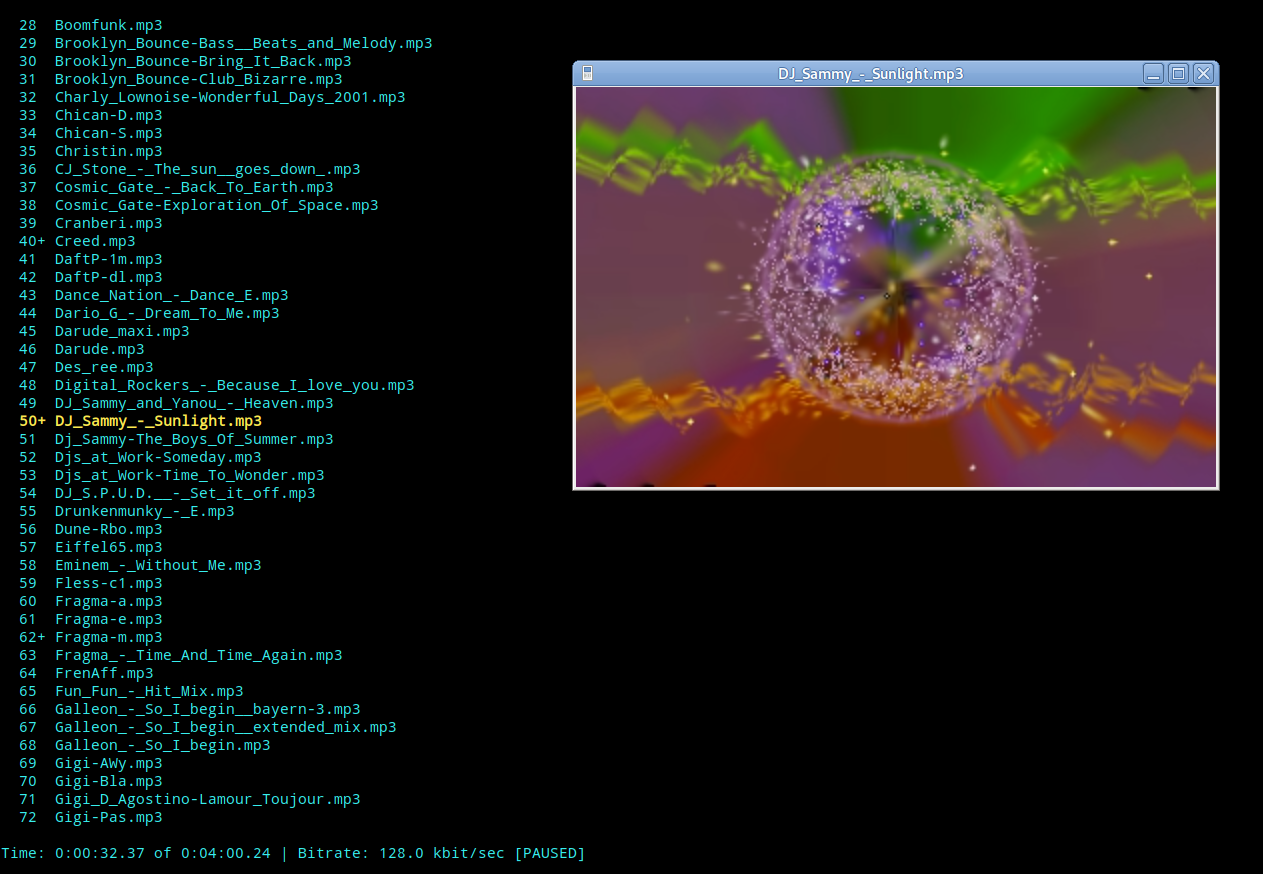 28 Boomfunk.mp3
29 Brooklyn_Bounce-Bass__Beats_and_Melody.mp3
30 Brooklyn_Bounce-Bring_It_Back.mp3
31 Brooklyn_Bounce-Club_Bizarre.mp3
32 Charly_Lownoise-Wonderful_Days_2001.mp3
33 Chican-D.mp3
34 Chican-S.mp3
35 Christin.mp3
36 CJ_Stone_-_The_sun__goes_down_.mp3
37 Cosmic_Gate_-_Back_To_Earth.mp3
38 Cosmic_Gate-Exploration_Of_Space.mp3
39 Cranberi.mp3
40+ Creed.mp3
41 DaftP-1m.mp3
42 DaftP-dl.mp3
43 Dance_Nation_-_Dance_E.mp3
44 Dario_G_-_Dream_To_Me.mp3
45 Darude_maxi.mp3
46 Darude.mp3
47 Des_ree.mp3
48 Digital_Rockers_-_Because_I_love_you.mp3
49 DJ_Sammy_and_Yanou_-_Heaven.mp3
50+ DJ_Sammy_-_Sunlight.mp3
51 Dj_Sammy-The_Boys_Of_Summer.mp3
52 Djs_at_Work-Someday.mp3
53 Djs_at_Work-Time_To_Wonder.mp3
54 DJ_S.P.U.D.__-_Set_it_off.mp3
55 Drunkenmunky_-_E.mp3
56 Dune-Rbo.mp3
57 Eiffel65.mp3
58 Eminem_-_Without_Me.mp3
59 Fless-c1.mp3
60 Fragma-a.mp3
61 Fragma-e.mp3
62+ Fragma-m.mp3
63 Fragma_-_Time_And_Time_Again.mp3
64 FrenAff.mp3
65 Fun_Fun_-_Hit_Mix.mp3
66 Galleon_-_So_I_begin__bayern-3.mp3
67 Galleon_-_So_I_begin__extended_mix.mp3
68 Galleon_-_So_I_begin.mp3
69 Gigi-AWy.mp3
70 Gigi-Bla.mp3
71 Gigi_D_Agostino-Lamour_Toujour.mp3
72 Gigi-Pas.mp3
Time: 0:00:32.37 of 0:04:00.24 | Bitrate: 128.0 kbit/sec [PAUSED]
DJ_Sammy_-_Sunlight.mp3